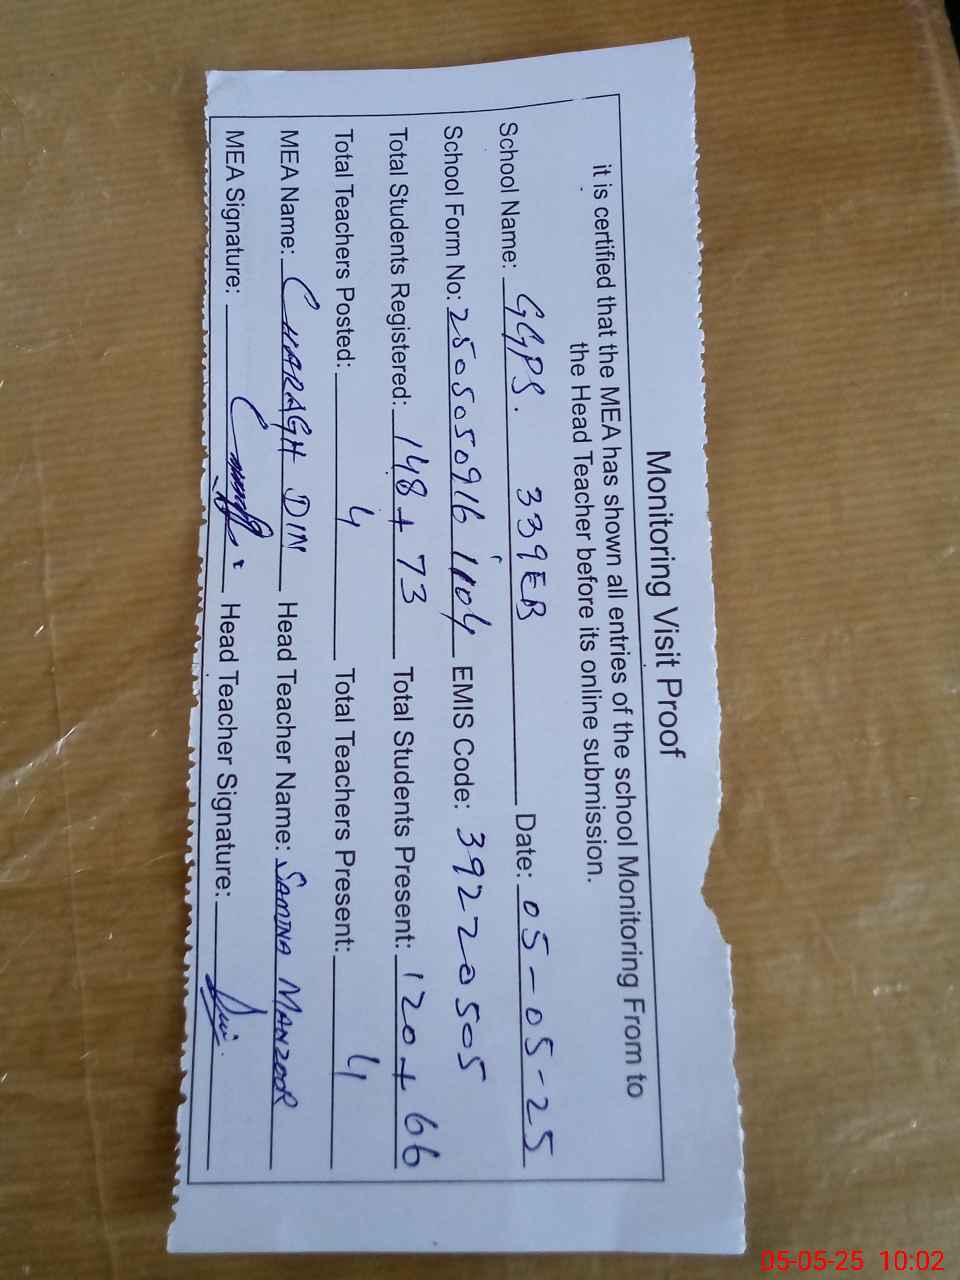 Monitoring Visit Proof
it is certified that the MEA has shown all entries of the school Monitoring From to
the Head Teacher before its online submission.
School Name: GGPS. 339EB Date: 05-05-25
School Form No: 2505050916 1104 EMIS Code: 39220505
Total Students Registered: 148+73 Total Students Present: 120+66
Total Teachers Posted: 4 Total Teachers Present: 4
MEA Name: CHARAGH DIN Head Teacher Name: SAMINA MANZOOR
MEA Signature: Head Teacher Signature:
05-05-25 10:02